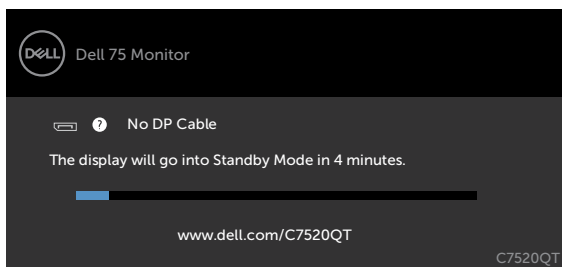 DELL
Dell 75 Monitor
? No DP Cable
The display will go into Standby Mode in 4 minutes.
www.dell.com/C7520QT
C7520QT